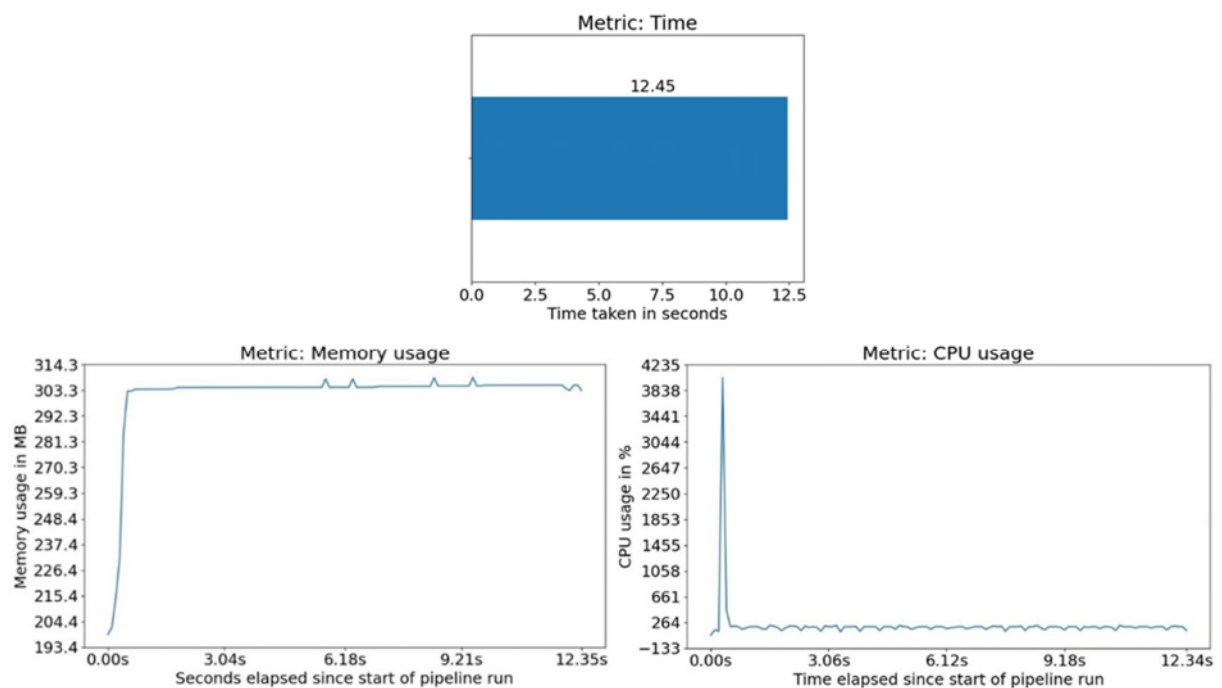 Metric: Time
12.45
0.0 2.5 5.0 7.5 10.0 12.5
Time taken in seconds
Metric: Memory usage
314.3
303.3
292.3
281.3
270.3
259.3
248.4
237.4
226.4
215.4
204.4
193.4
Memory usage in MB
0.00s 3.04s 6.18s 9.21s 12.35s
Seconds elapsed since start of pipeline run
Metric: CPU usage
4235
3838
3441
3044
2647
2250
1853
1455
1058
661
264
−133
CPU usage in %
0.00s 3.06s 6.12s 9.18s 12.34s
Time elapsed since start of pipeline run